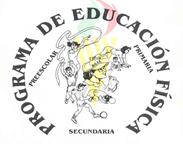 PROGRAMA DE EDUCACIÓN FÍSICA
PREESCOLAR
PRIMARIA
SECUNDARIA